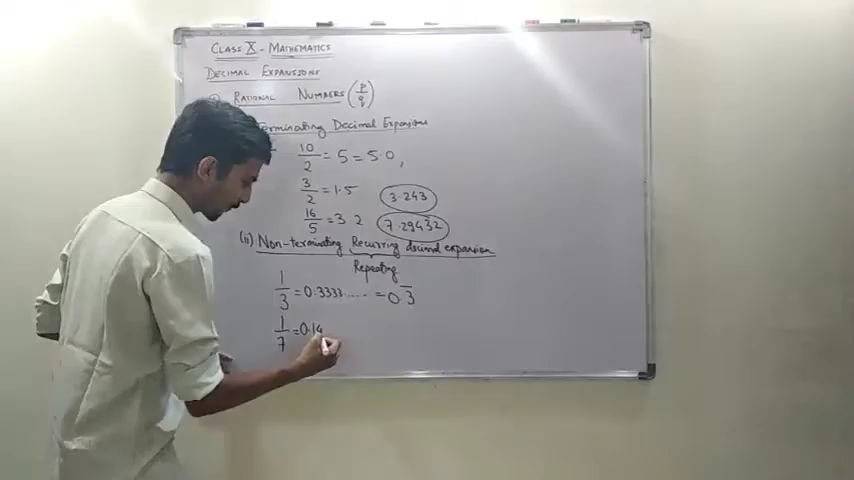 CLASS X - MATHEMATICS
DECIMAL EXPANSIONS
RATIONAL NUMBERS (p/q)
Terminating Decimal Expansions
10/2 = 5 = 5.0,
3/2 = 1.5 3.243
16/5 = 3.2 7.29432
(ii) Non-terminating Recurring decimal expansion
Repeating
1/3 = 0.3333..... = 0.3̅
1/7 = 0.14